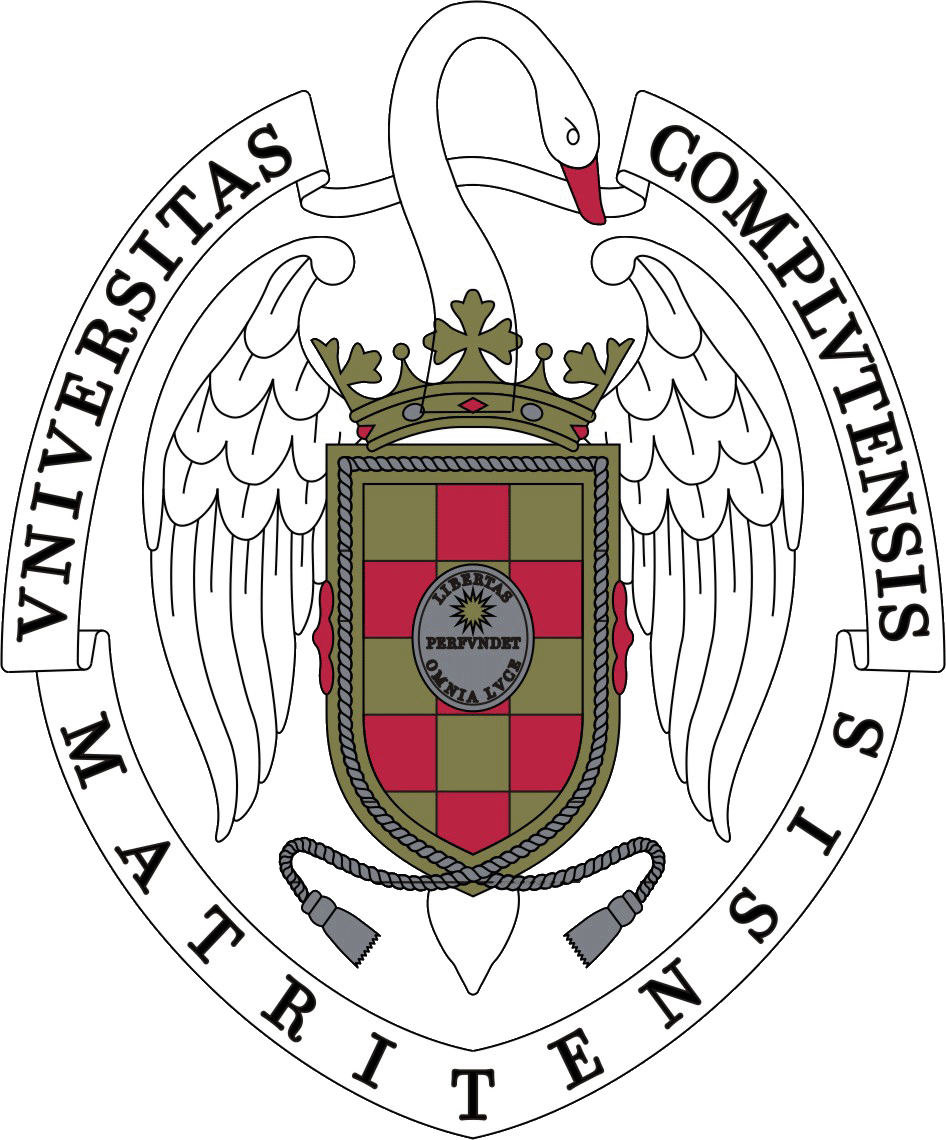 VNIVERSITAS
COMPLVTENSIS
MATRITENSIS
LIBERTAS
PERFVNDET
OMNIA LVCE